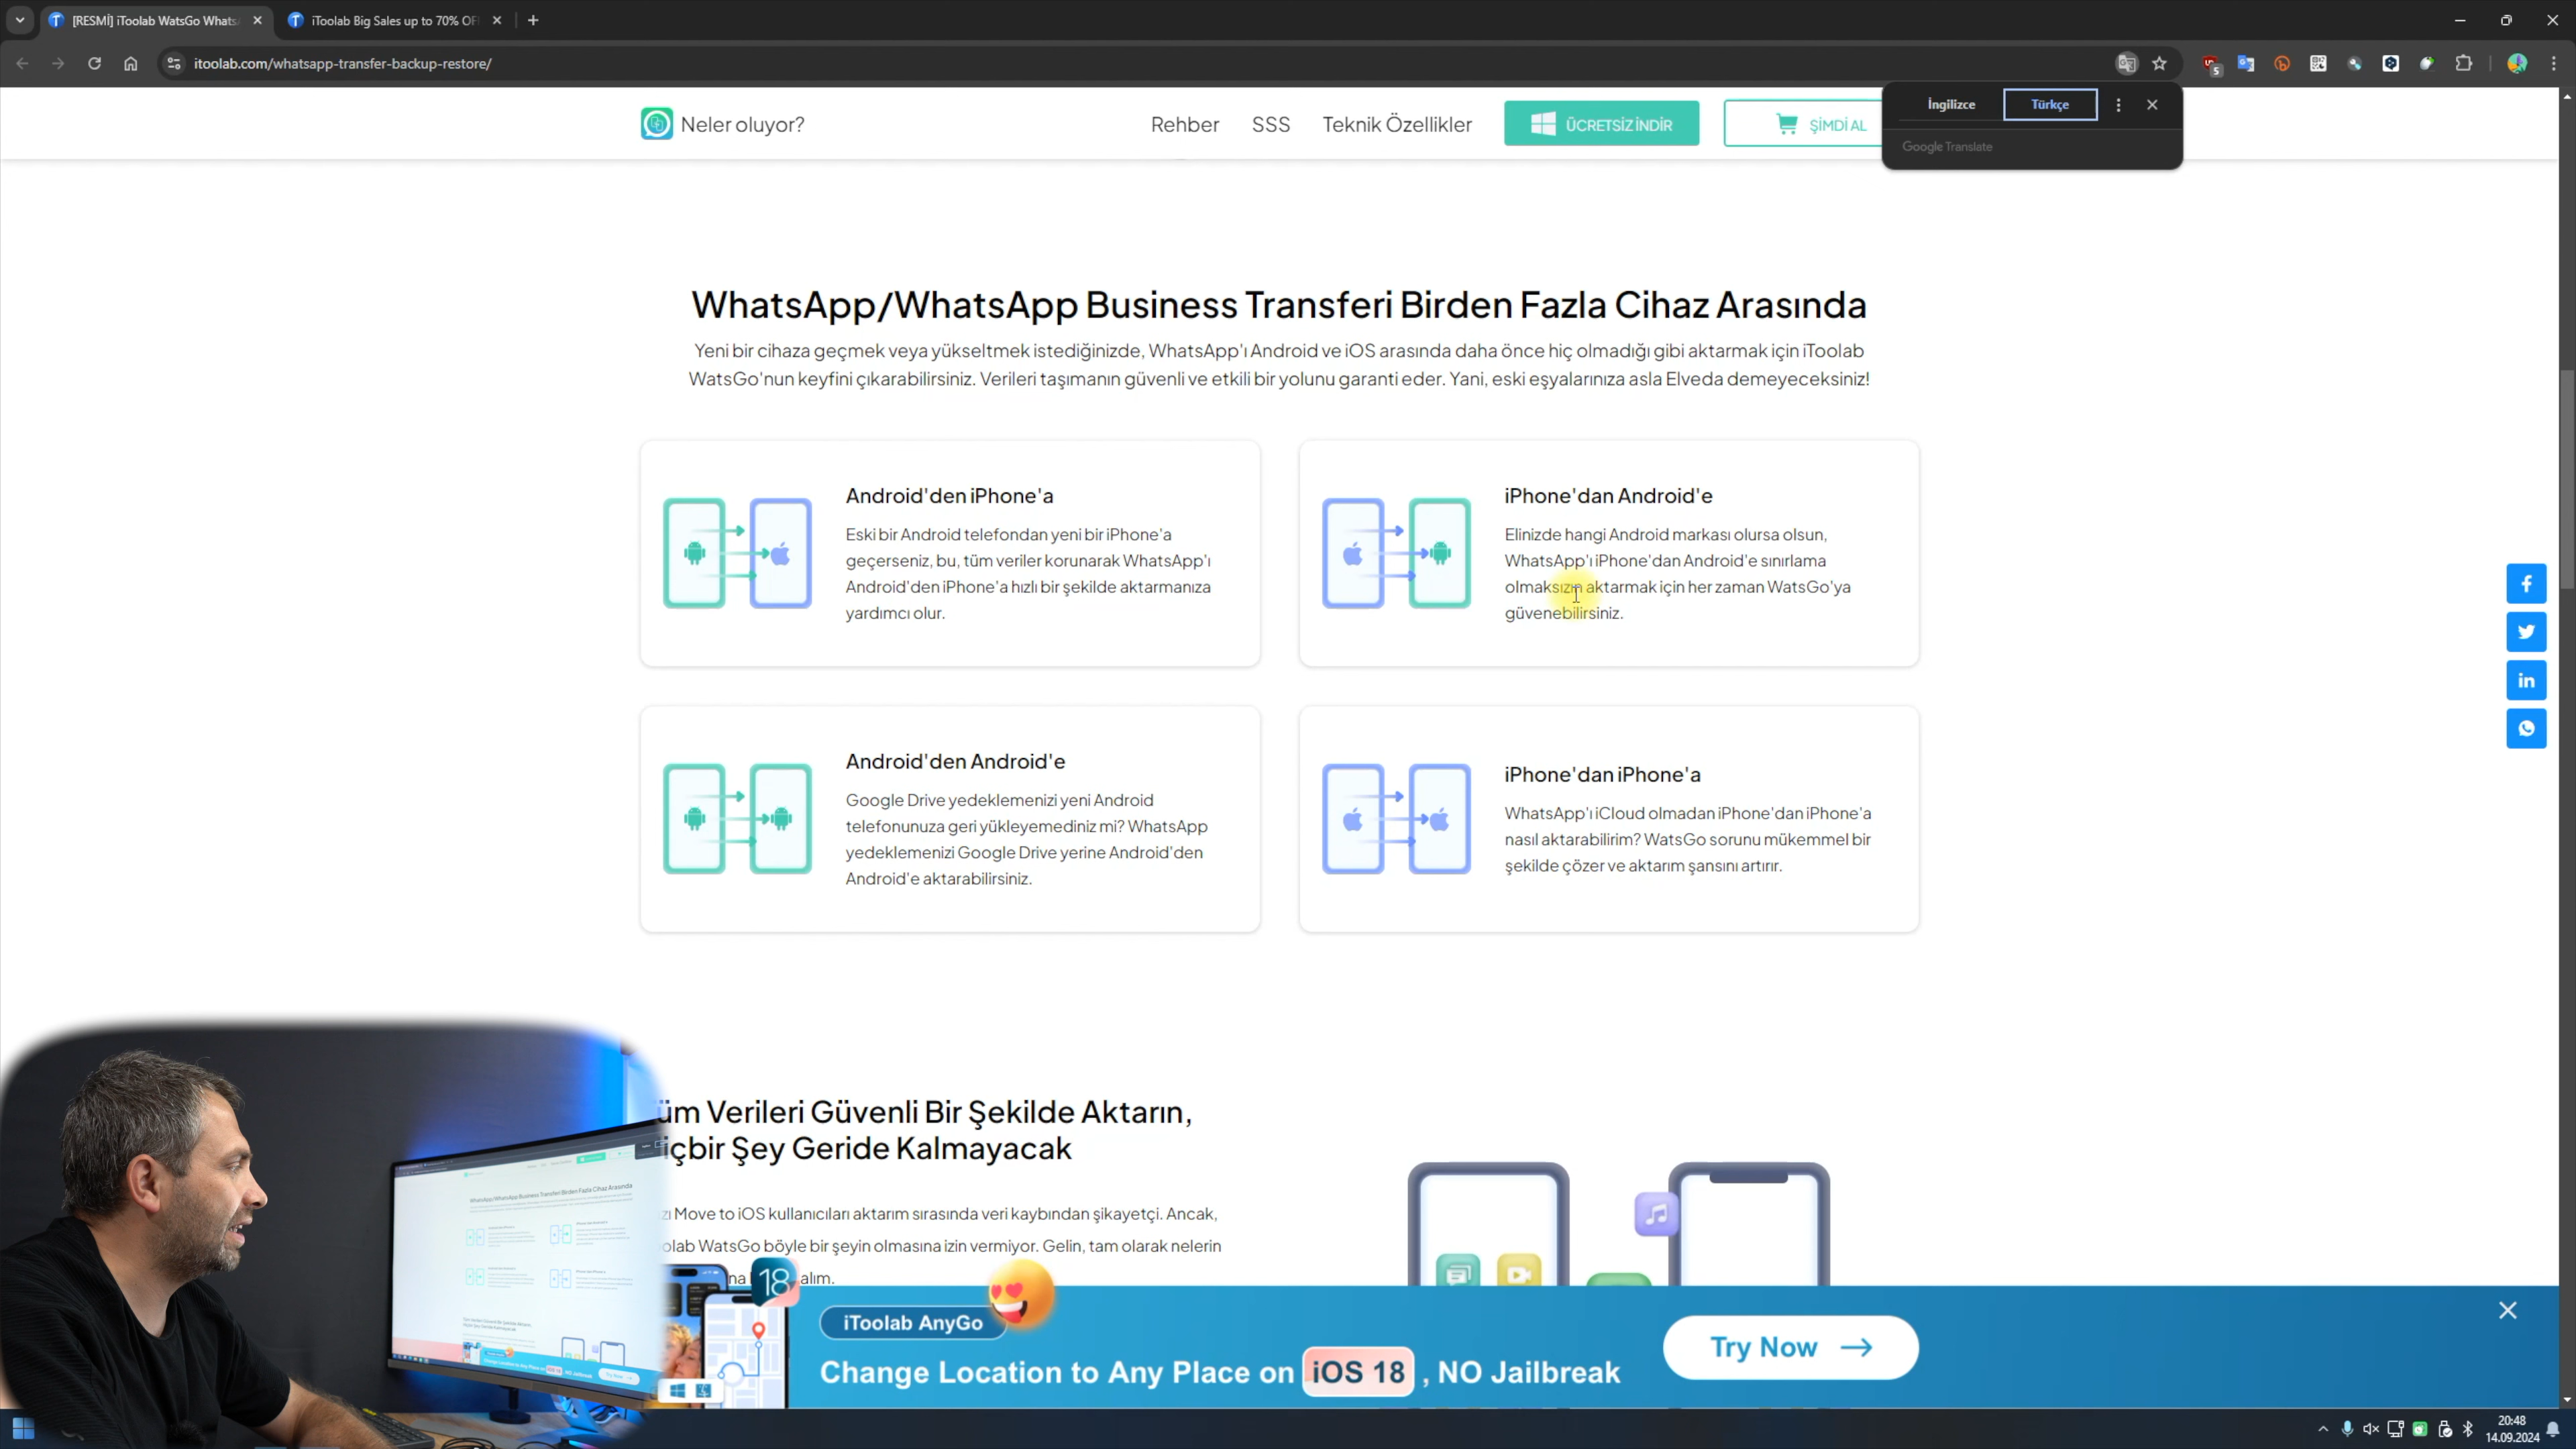 [RESMİ] iToolab WatsGo Whats
iToolab Big Sales up to 70% OF
itoolab.com/whatsapp-transfer-backup-restore/
5
İngilizce
Türkçe
Google Translate
Neler oluyor?
Rehber
SSS
Teknik Özellikler
ÜCRETSİZ İNDİR
ŞİMDİ AL
WhatsApp/WhatsApp Business Transferi Birden Fazla Cihaz Arasında
Yeni bir cihaza geçmek veya yükseltmek istediğinizde, WhatsApp'ı Android ve iOS arasında daha önce hiç olmadığı gibi aktarmak için iToolab
WatsGo'nun keyfini çıkarabilirsiniz. Verileri taşımanın güvenli ve etkili bir yolunu garanti eder. Yani, eski eşyalarınıza asla Elveda demeyeceksiniz!
Android'den iPhone'a
Eski bir Android telefondan yeni bir iPhone'a
geçerseniz, bu, tüm veriler korunarak WhatsApp'ı
Android'den iPhone'a hızlı bir şekilde aktarmanıza
yardımcı olur.
iPhone'dan Android'e
Elinizde hangi Android markası olursa olsun,
WhatsApp'ı iPhone'dan Android'e sınırlama
olmaksızın aktarmak için her zaman WatsGo'ya
güvenebilirsiniz.
Android'den Android'e
Google Drive yedeklemenizi yeni Android
telefonunuza geri yükleyemediniz mi? WhatsApp
yedeklemenizi Google Drive yerine Android'den
Android'e aktarabilirsiniz.
iPhone'dan iPhone'a
WhatsApp'ı iCloud olmadan iPhone'dan iPhone'a
nasıl aktarabilirim? WatsGo sorunu mükemmel bir
şekilde çözer ve aktarım şansını artırır.
üm Verileri Güvenli Bir Şekilde Aktarın,
içbir Şey Geride Kalmayacak
zı Move to iOS kullanıcıları aktarım sırasında veri kaybından şikayetçi. Ancak,
olab WatsGo böyle bir şeyin olmasına izin vermiyor. Gelin, tam olarak nelerin
alım.
18
iToolab AnyGo
Change Location to Any Place on iOS 18 , NO Jailbreak
Try Now
20:48
14.09.2024